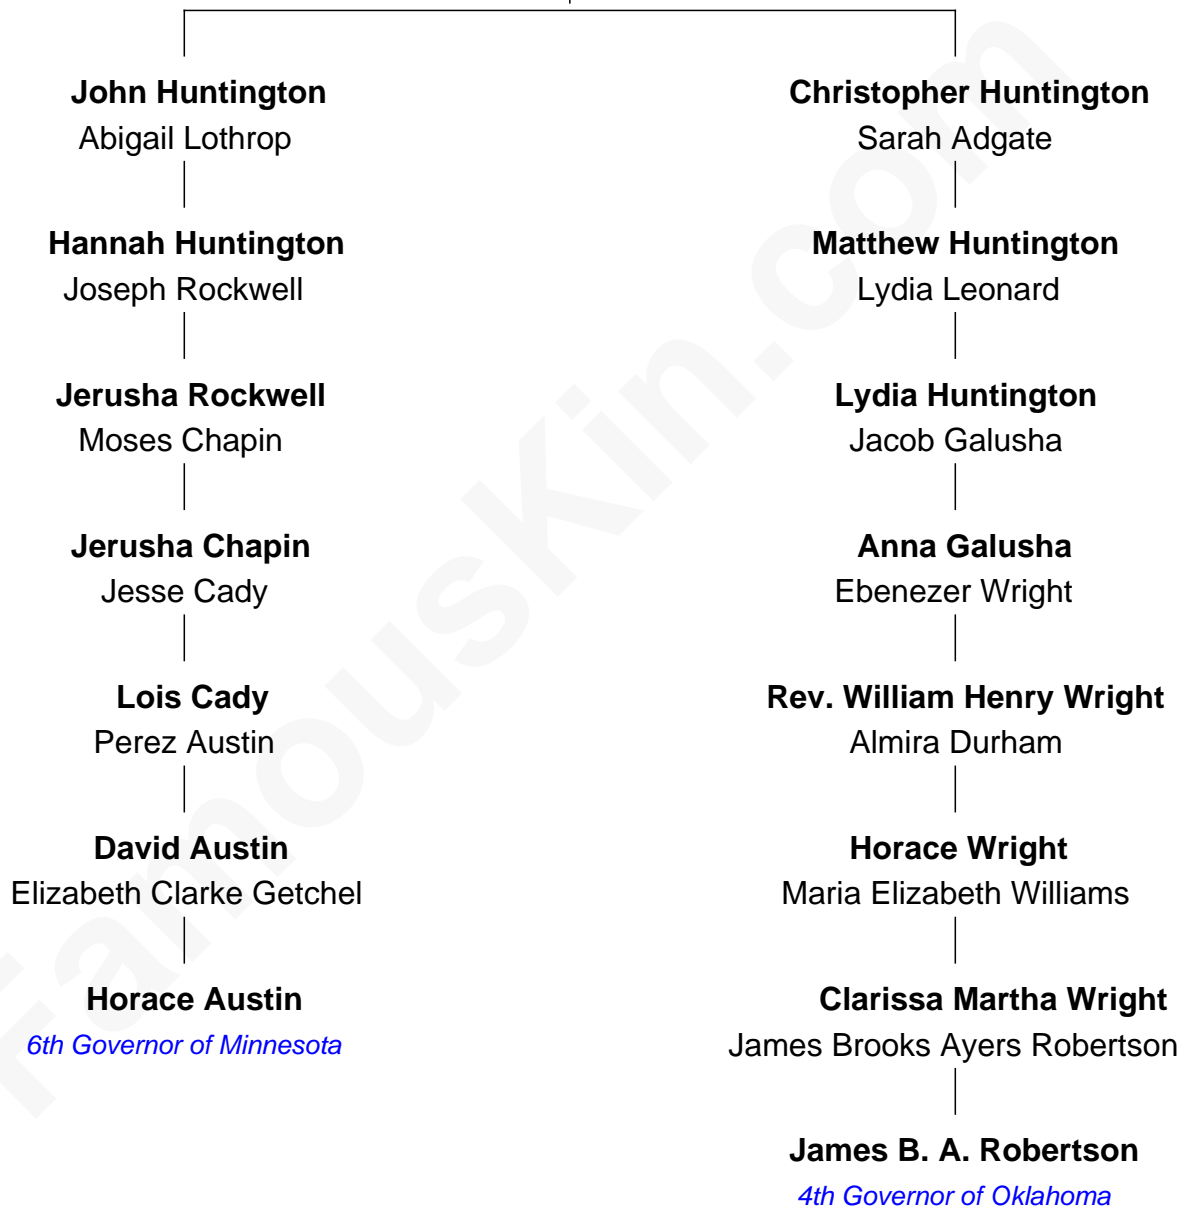 John Huntington
Abigail Lothrop
Hannah Huntington
Joseph Rockwell
Jerusha Rockwell
Moses Chapin
Jerusha Chapin
Jesse Cady
Lois Cady
Perez Austin
David Austin
Elizabeth Clarke Getchel
Horace Austin
6th Governor of Minnesota
Christopher Huntington
Sarah Adgate
Matthew Huntington
Lydia Leonard
Lydia Huntington
Jacob Galusha
Anna Galusha
Ebenezer Wright
Rev. William Henry Wright
Almira Durham
Horace Wright
Maria Elizabeth Williams
Clarissa Martha Wright
James Brooks Ayers Robertson
James B. A. Robertson
4th Governor of Oklahoma
FamousKin.com